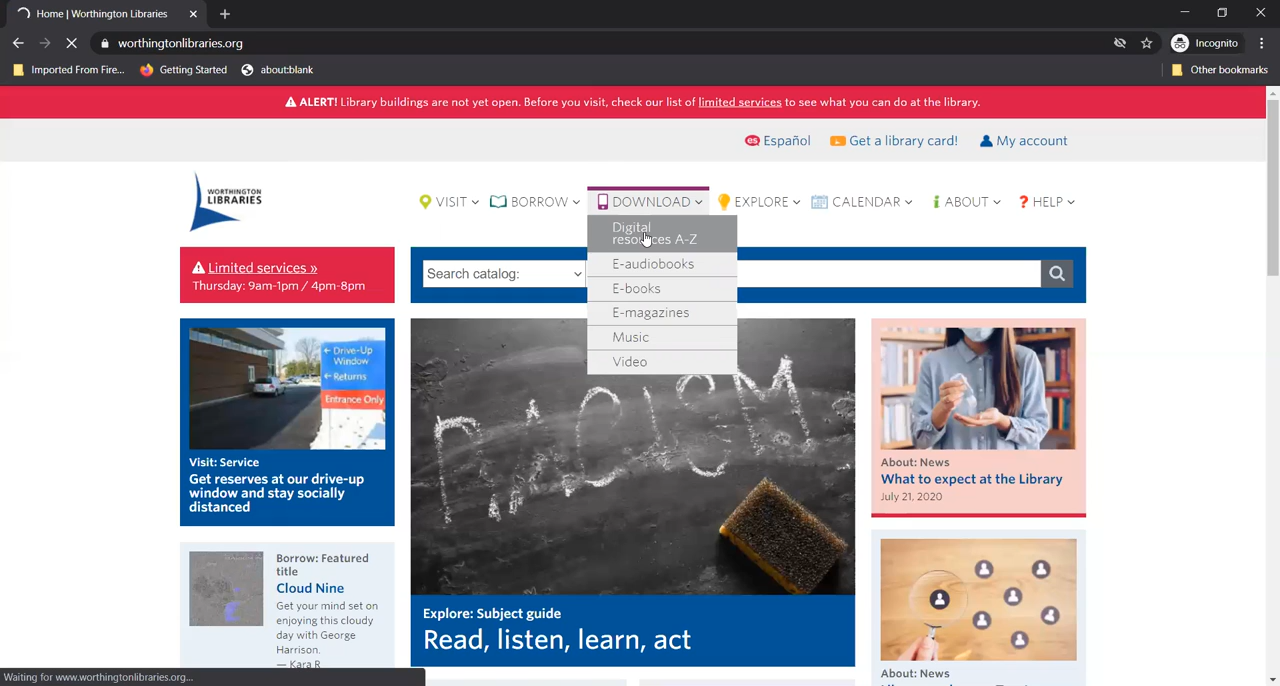 Home | Worthington Libraries
worthingtonlibraries.org
Incognito
Imported From Fire...
Getting Started
about:blank
Other bookmarks
ALERT! Library buildings are not yet open. Before you visit, check our list of limited services to see what you can do at the library.
es Español
Get a library card!
My account
WORTHINGTON
LIBRARIES
VISIT
BORROW
DOWNLOAD
EXPLORE
CALENDAR
ABOUT
HELP
Digital
resources A-Z
E-audiobooks
E-books
E-magazines
Music
Video
Limited services »
Thursday: 9am-1pm / 4pm-8pm
Search catalog:
Drive-Up
Window
Returns
Entrance Only
Visit: Service
Get reserves at our drive-up
window and stay socially
distanced
RACISM
About: News
What to expect at the Library
July 21, 2020
Borrow: Featured
title
Cloud Nine
Get your mind set on
enjoying this cloudy
day with George
Harrison.
— Kara R
Explore: Subject guide
Read, listen, learn, act
About: News
Waiting for www.worthingtonlibraries.org...